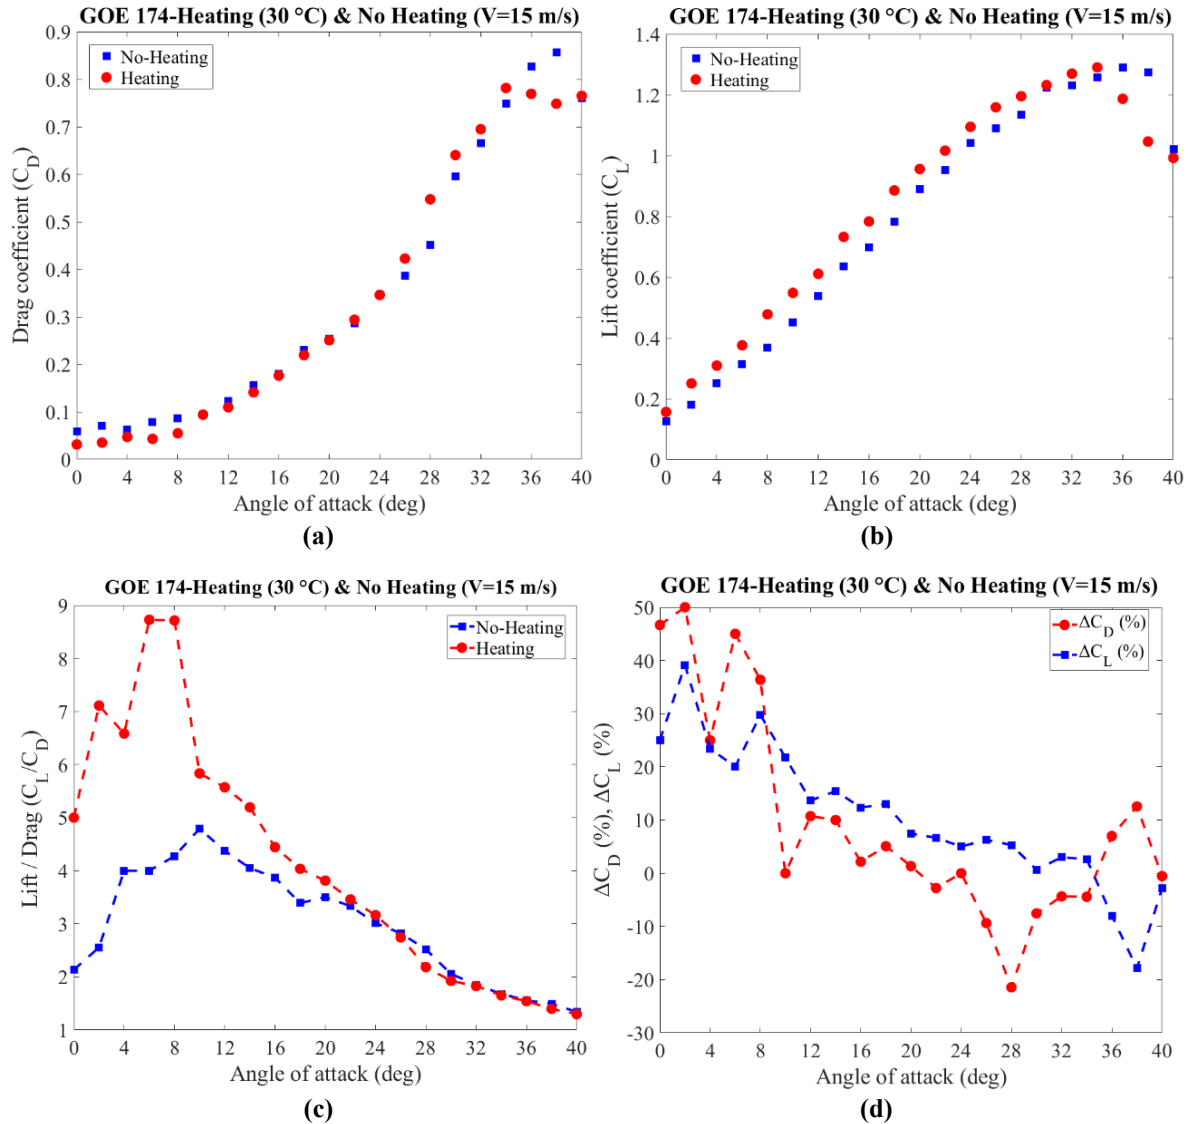 GOE 174-Heating (30 °C) & No Heating (V=15 m/s)
0.9
0.8
0.7
0.6
0.5
0.4
0.3
0.2
0.1
0
No-Heating
Heating
Drag coefficient (C_D)
0 4 8 12 16 20 24 28 32 36 40
Angle of attack (deg)
(a)
GOE 174-Heating (30 °C) & No Heating (V=15 m/s)
1.4
1.2
1
0.8
0.6
0.4
0.2
0
No-Heating
Heating
Lift coefficient (C_L)
0 4 8 12 16 20 24 28 32 36 40
Angle of attack (deg)
(b)
GOE 174-Heating (30 °C) & No Heating (V=15 m/s)
9
8
7
6
5
4
3
2
1
No-Heating
Heating
Lift / Drag (C_L/C_D)
0 4 8 12 16 20 24 28 32 36 40
Angle of attack (deg)
(c)
GOE 174-Heating (30 °C) & No Heating (V=15 m/s)
50
40
30
20
10
0
-10
-20
-30
ΔC_D (%)
ΔC_L (%)
ΔC_D (%), ΔC_L (%)
0 4 8 12 16 20 24 28 32 36 40
Angle of attack (deg)
(d)